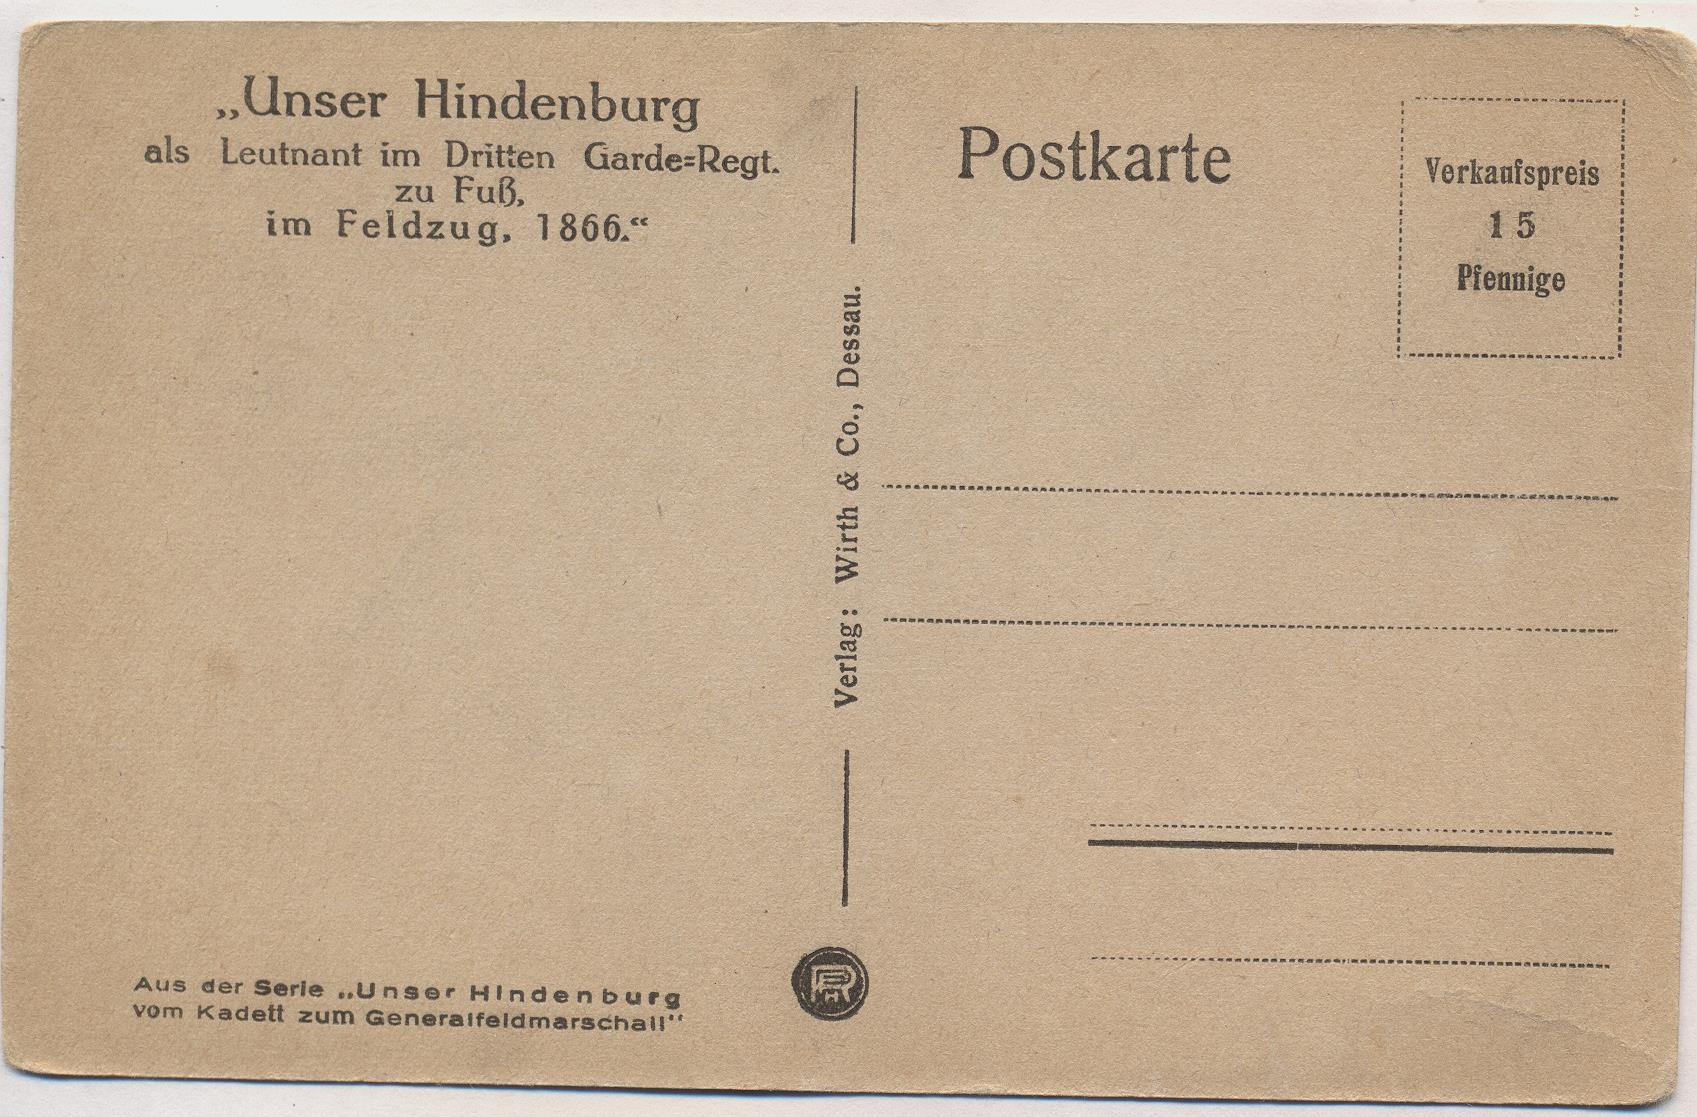 „Unser Hindenburg
als Leutnant im Dritten Garde=Regt.
zu Fuß,
im Feldzug, 1866.“
Aus der Serie „Unser Hindenburg
vom Kadett zum Generalfeldmarschall“
Verlag: Wirth & Co., Dessau.
Postkarte
Verkaufspreis
15
Pfennige